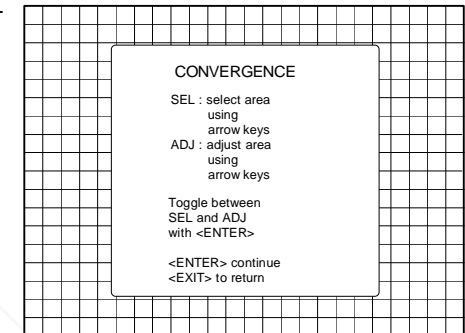 CONVERGENCE
SEL : select area
using
arrow keys
ADJ : adjust area
using
arrow keys
Toggle between
SEL and ADJ
with <ENTER>
<ENTER> continue
<EXIT> to return